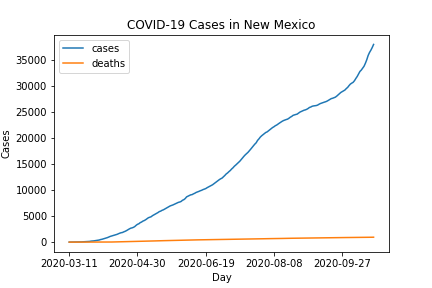 COVID-19 Cases in New Mexico
cases
deaths
35000
30000
25000
20000
15000
10000
5000
0
Cases
2020-03-11 2020-04-30 2020-06-19 2020-08-08 2020-09-27
Day